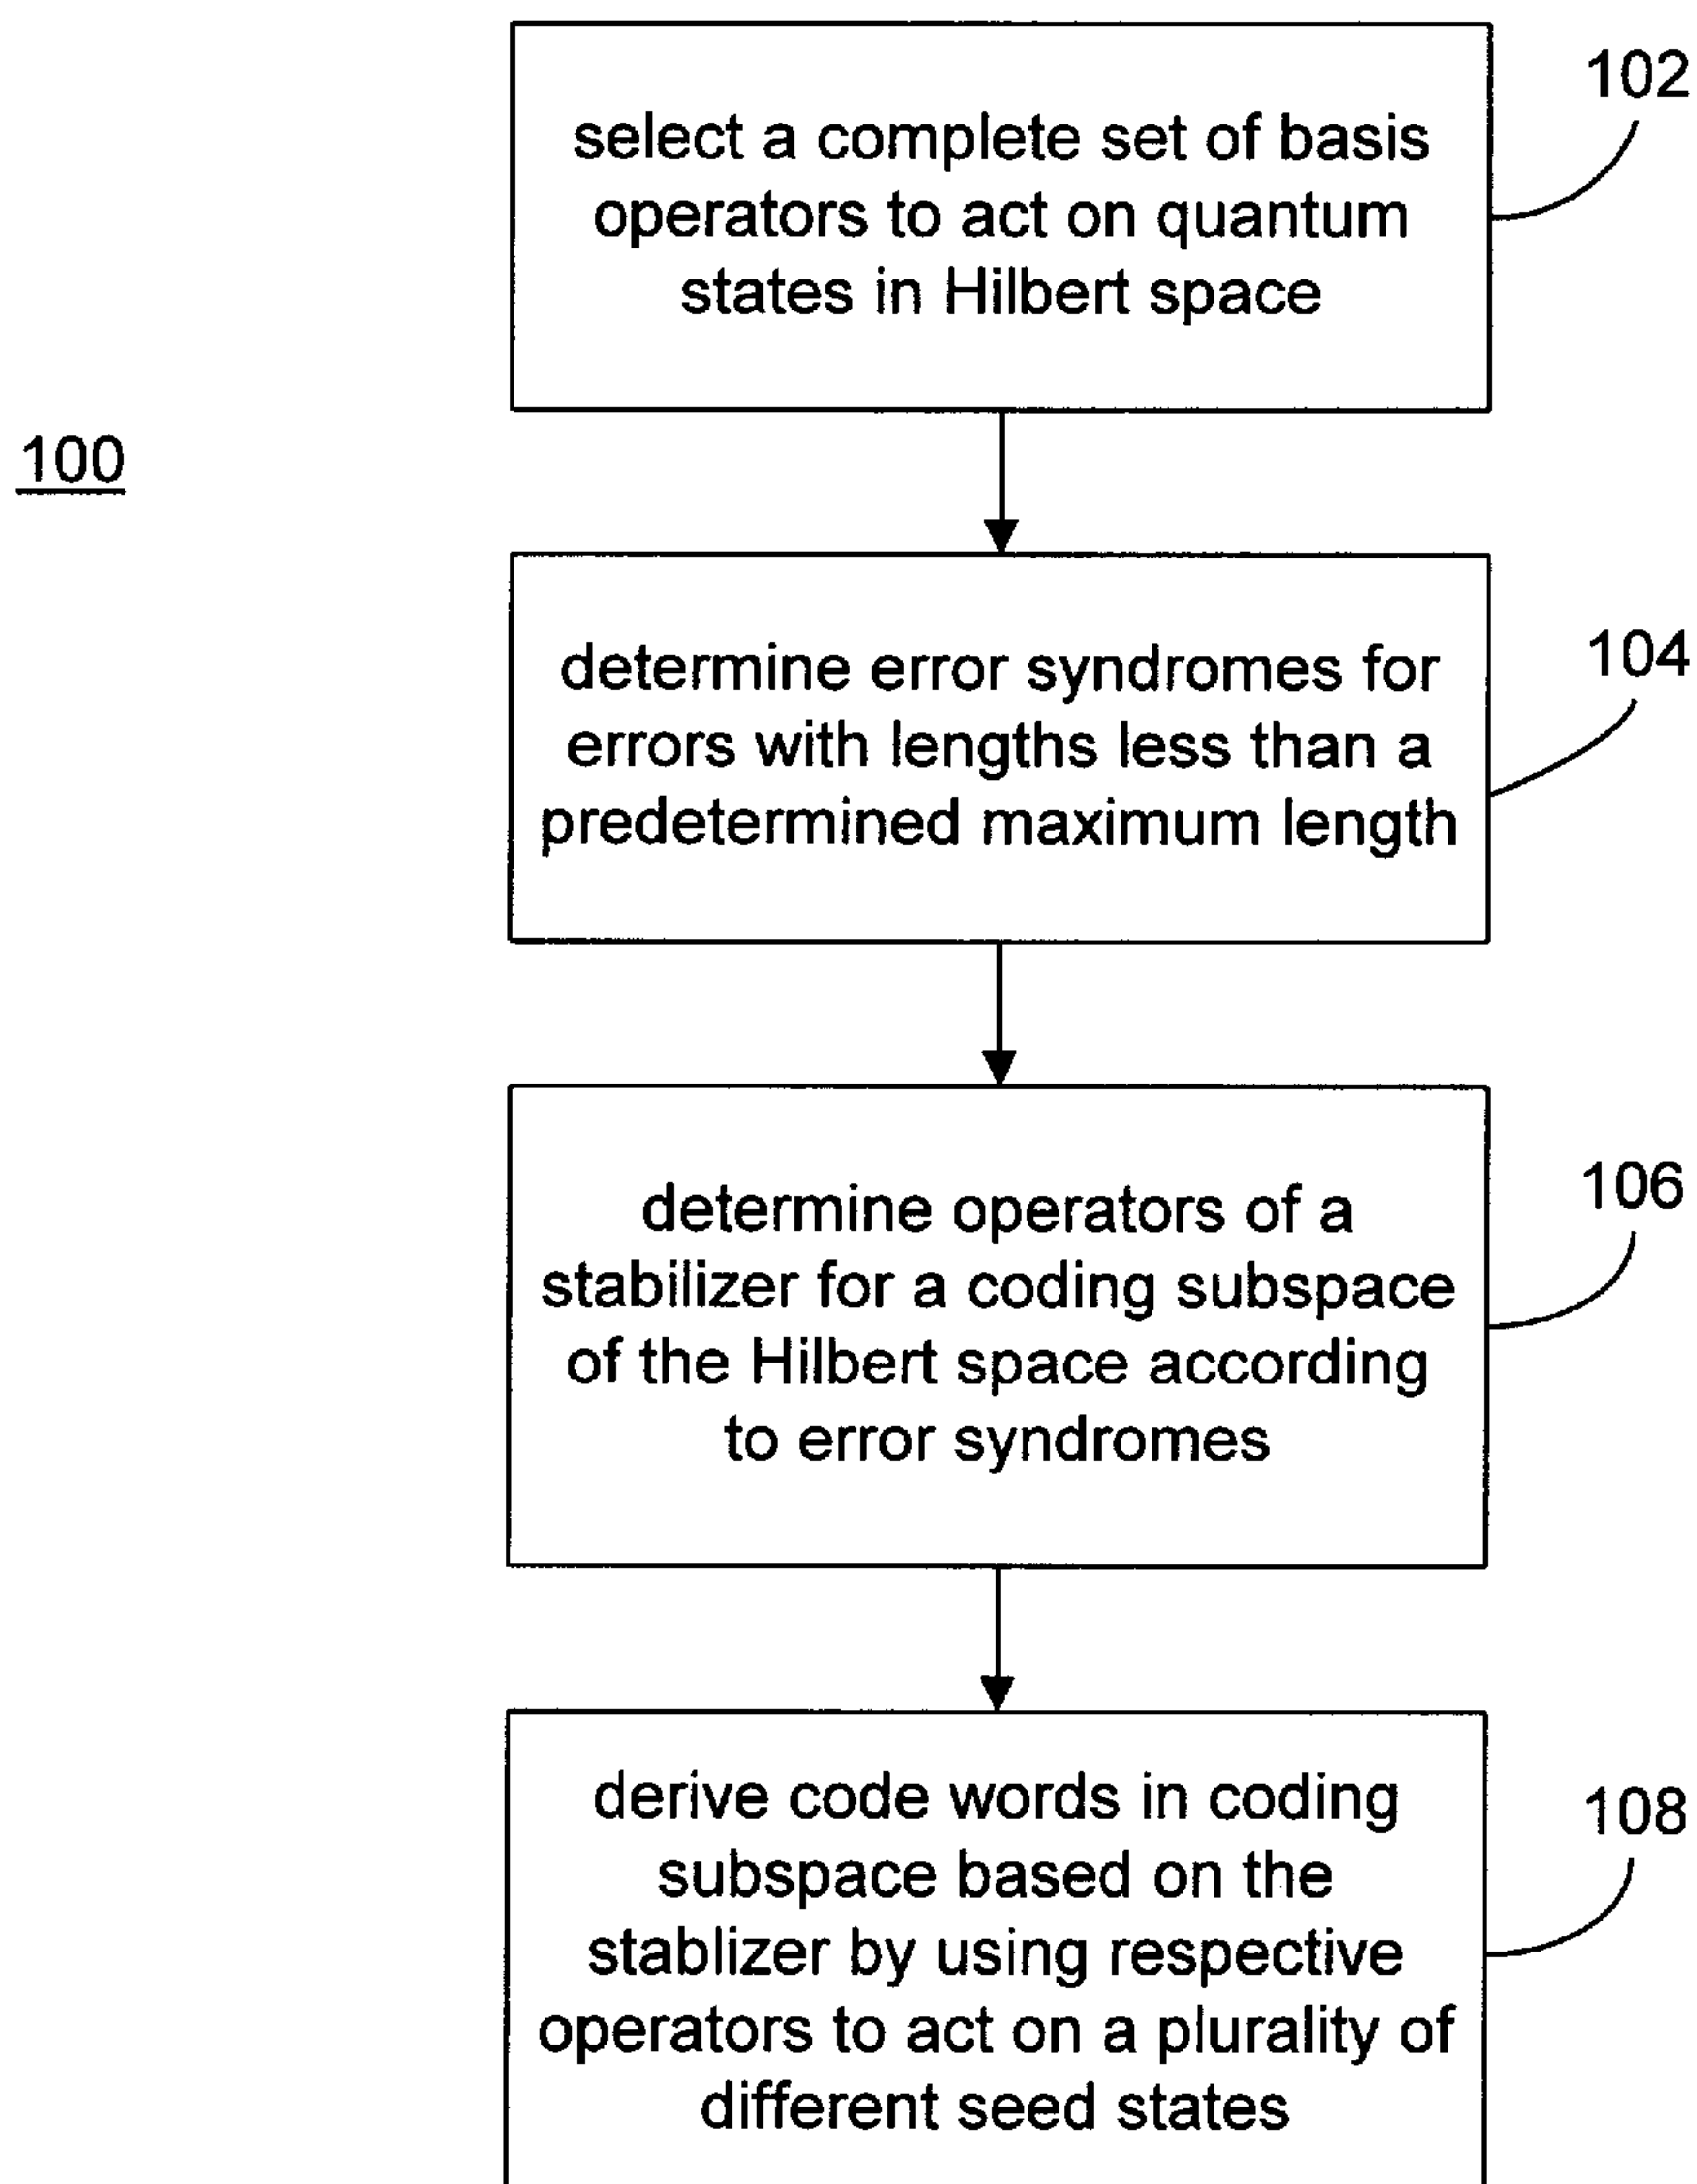 select a complete set of basis
operators to act on quantum
states in Hilbert space
102
100
determine error syndromes for
errors with lengths less than a
predetermined maximum length
104
determine operators of a
stabilizer for a coding subspace
of the Hilbert space according
to error syndromes
106
derive code words in coding
subspace based on the
stablizer by using respective
operators to act on a plurality of
different seed states
108